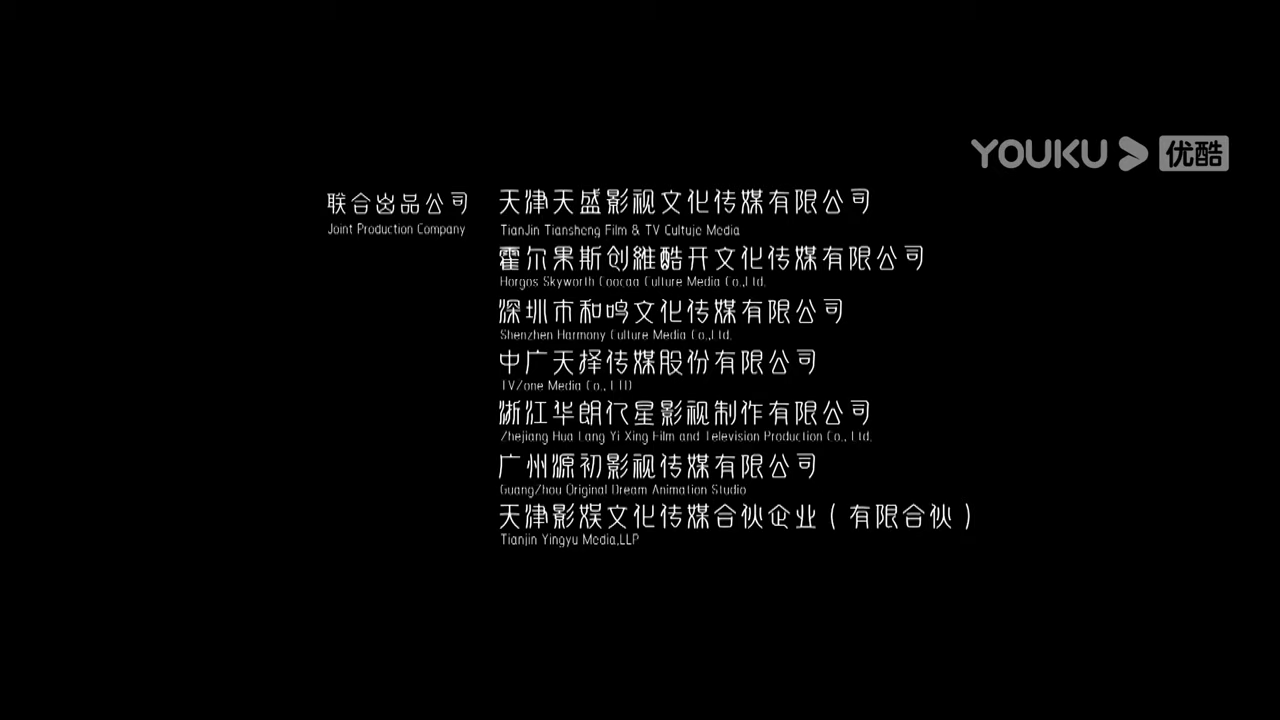 YOUKU 优酷
联合出品公司
Joint Production Company
天津天盛影视文化传媒有限公司
TianJin Tiansheng Film & TV Cultuje Media
霍尔果斯创維酷开文化传媒有限公司
Horgos Skyworth Coocaa Culture Media Co.,Ltd.
深圳市和鸣文化传媒有限公司
Shenzhen Harmony Culture Media Co.,Ltd.
中广天择传媒股份有限公司
TVZone Media Co., LTD
浙江华朗亿星影视制作有限公司
Zhejiang Hua Lang Yi Xing Film and Television Production Co., Ltd.
广州源初影视传媒有限公司
GuangZhou Original Dream Animation Studio
天津影娱文化传媒合伙企业（有限合伙）
Tianjin Yingyu Media,LLP